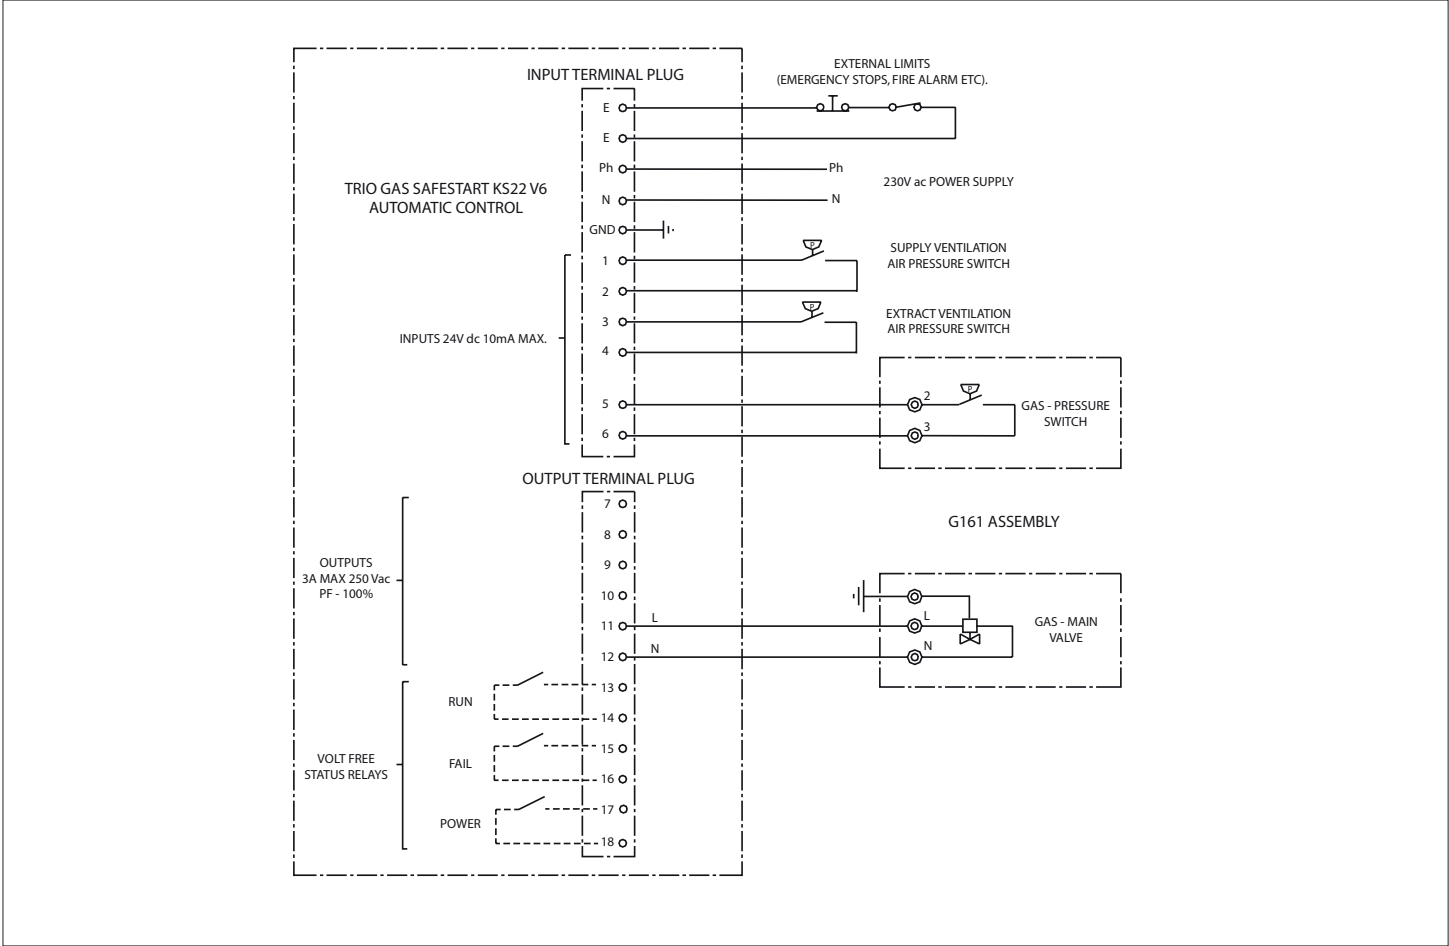 INPUT TERMINAL PLUG
EXTERNAL LIMITS
(EMERGENCY STOPS, FIRE ALARM ETC).
E
E
Ph
Ph
230V ac POWER SUPPLY
TRIO GAS SAFESTART KS22 V6
AUTOMATIC CONTROL
N
N
GND
1
P
SUPPLY VENTILATION
AIR PRESSURE SWITCH
2
3
P
EXTRACT VENTILATION
AIR PRESSURE SWITCH
INPUTS 24V dc 10mA MAX.
4
5
2
P
GAS - PRESSURE
SWITCH
6
3
OUTPUT TERMINAL PLUG
7
G161 ASSEMBLY
8
OUTPUTS
3A MAX 250 Vac
PF - 100%
9
10
11
L
L
GAS - MAIN
VALVE
12
N
N
13
RUN
14
15
VOLT FREE
STATUS RELAYS
FAIL
16
17
POWER
18